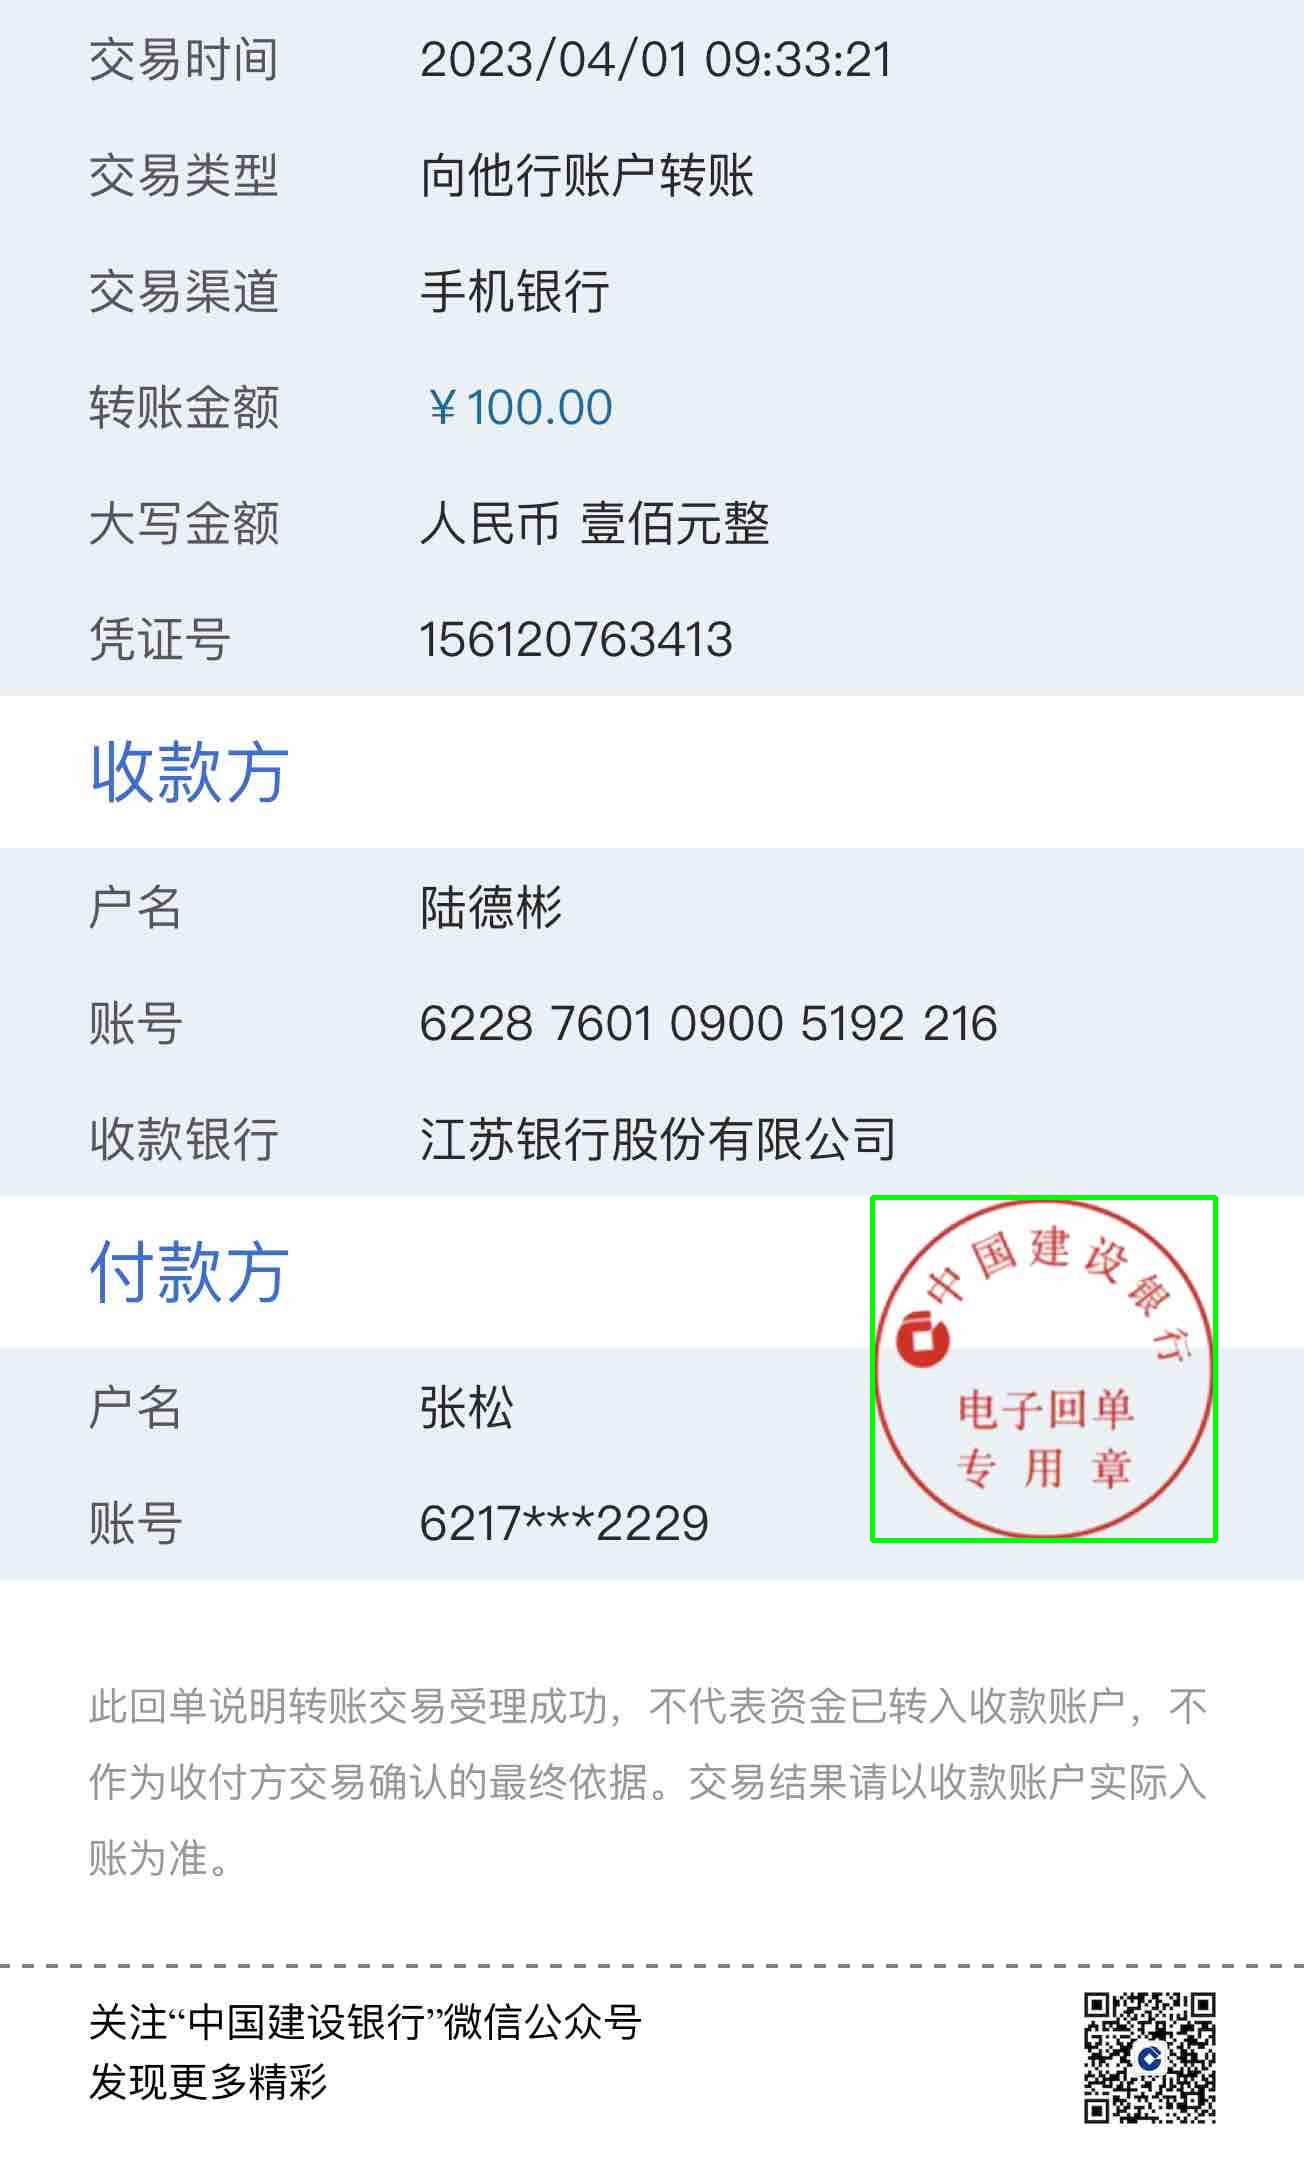 交易时间 2023/04/01 09:33:21
交易类型 向他行账户转账
交易渠道 手机银行
转账金额 ¥100.00
大写金额 人民币 壹佰元整
凭证号 156120763413
收款方
户名 陆德彬
账号 6228 7601 0900 5192 216
收款银行 江苏银行股份有限公司
付款方
中国建设银行
电子回单
专用章
户名 张松
账号 6217***2229
此回单说明转账交易受理成功，不代表资金已转入收款账户，不
作为收付方交易确认的最终依据。交易结果请以收款账户实际入
账为准。
关注“中国建设银行”微信公众号
发现更多精彩